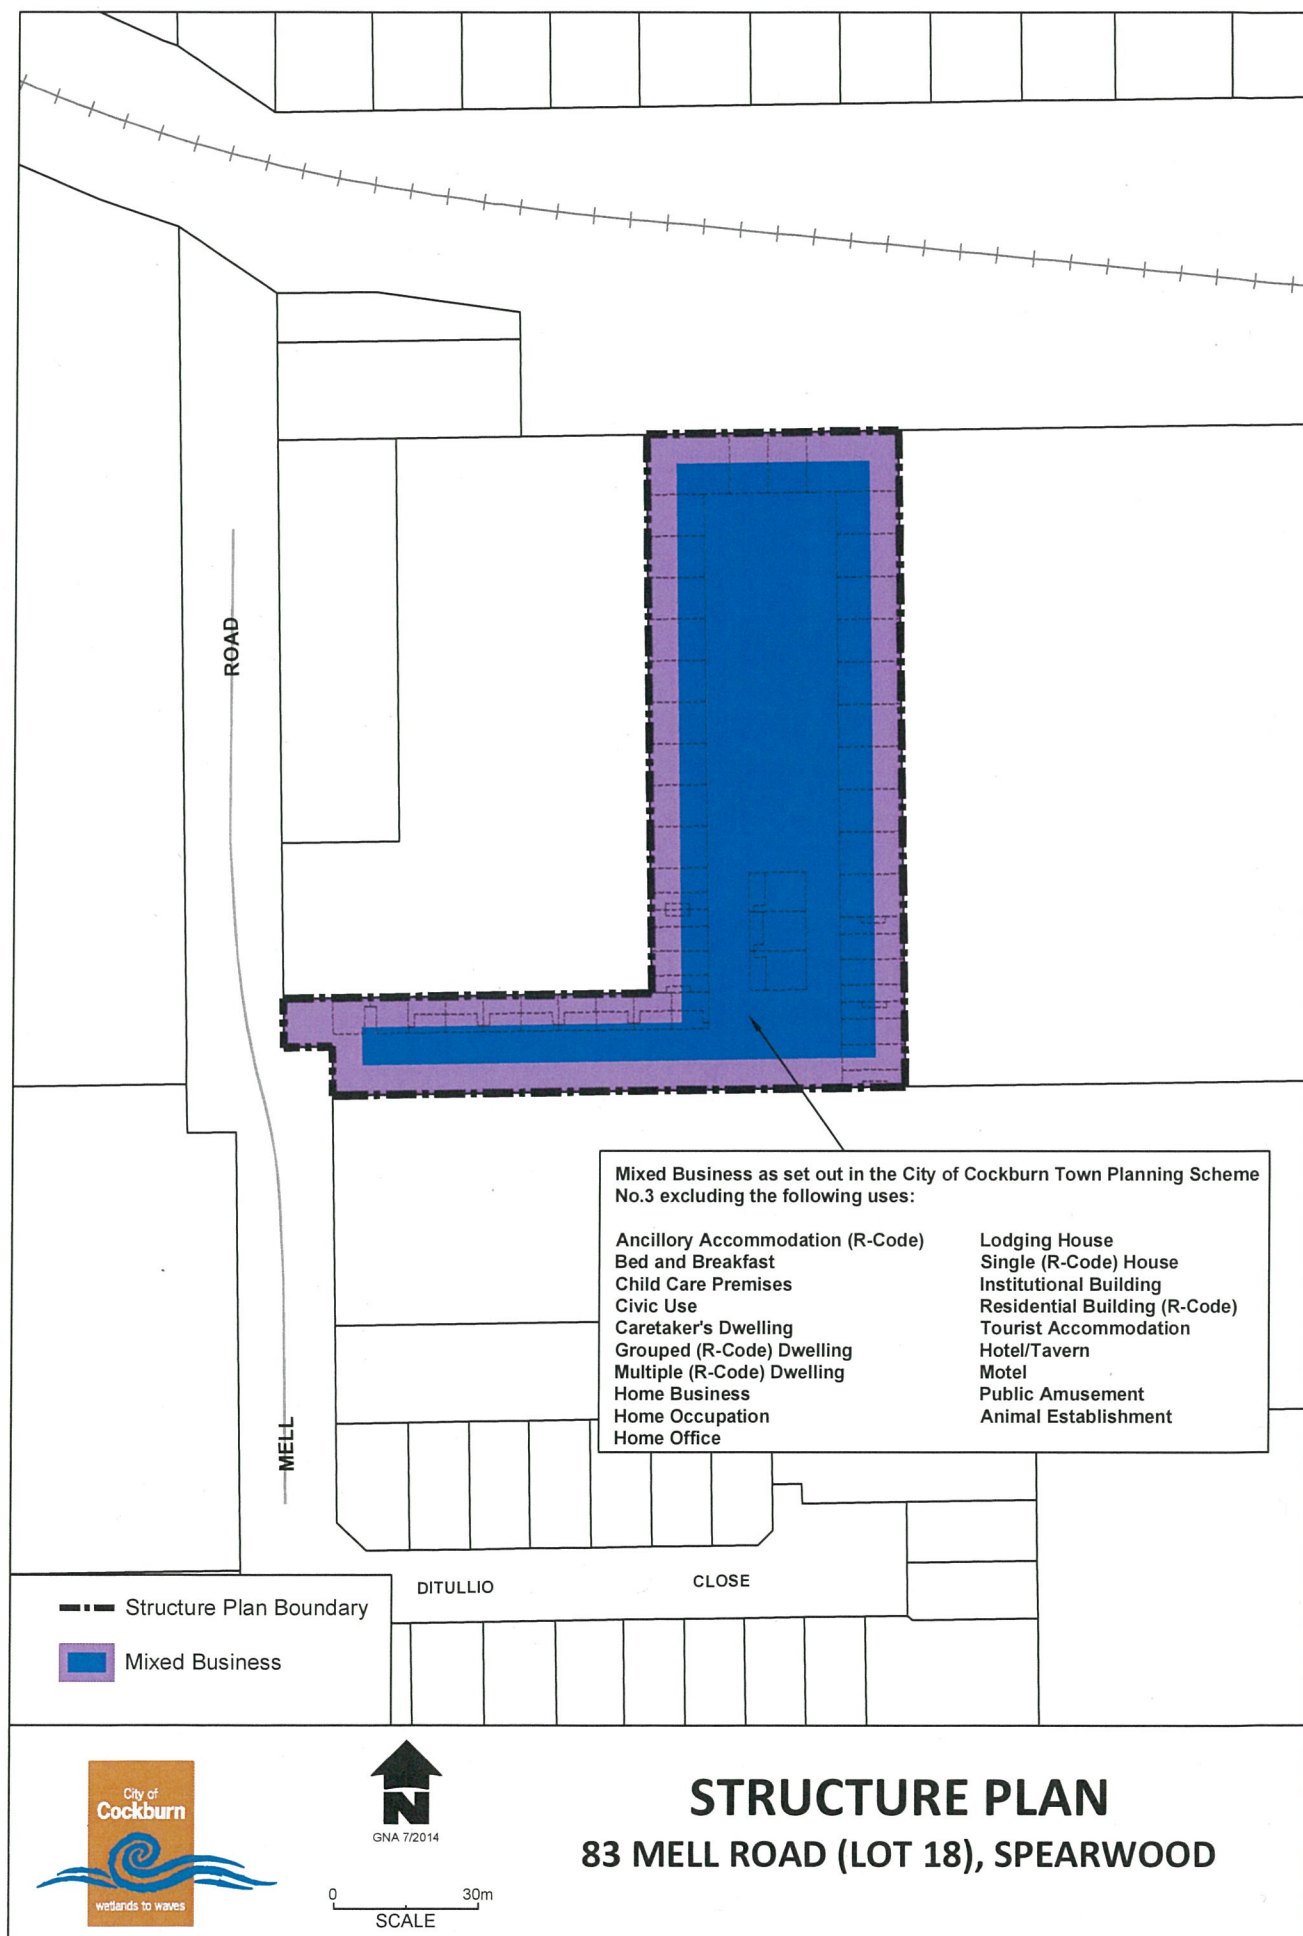 ROAD
MELL
Mixed Business as set out in the City of Cockburn Town Planning Scheme
No.3 excluding the following uses:
Ancillory Accommodation (R-Code)
Bed and Breakfast
Child Care Premises
Civic Use
Caretaker's Dwelling
Grouped (R-Code) Dwelling
Multiple (R-Code) Dwelling
Home Business
Home Occupation
Home Office
Lodging House
Single (R-Code) House
Institutional Building
Residential Building (R-Code)
Tourist Accommodation
Hotel/Tavern
Motel
Public Amusement
Animal Establishment
DITULLIO CLOSE
Structure Plan Boundary
Mixed Business
City of
Cockburn
wetlands to waves
N
GNA 7/2014
0 30m
SCALE
STRUCTURE PLAN
83 MELL ROAD (LOT 18), SPEARWOOD